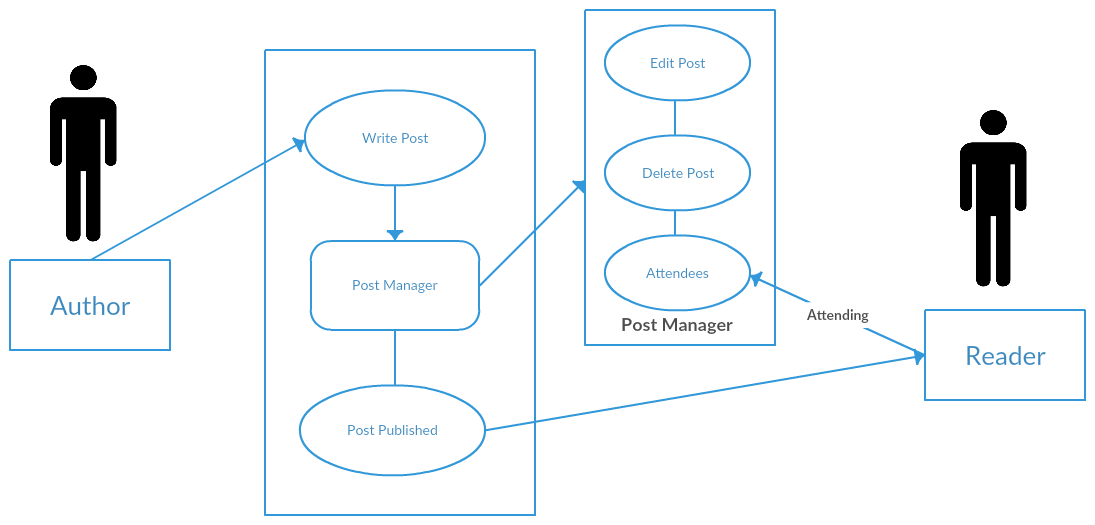 Author
Write Post
Post Manager
Post Published
Edit Post
Delete Post
Attendees
Post Manager
Attending
Reader